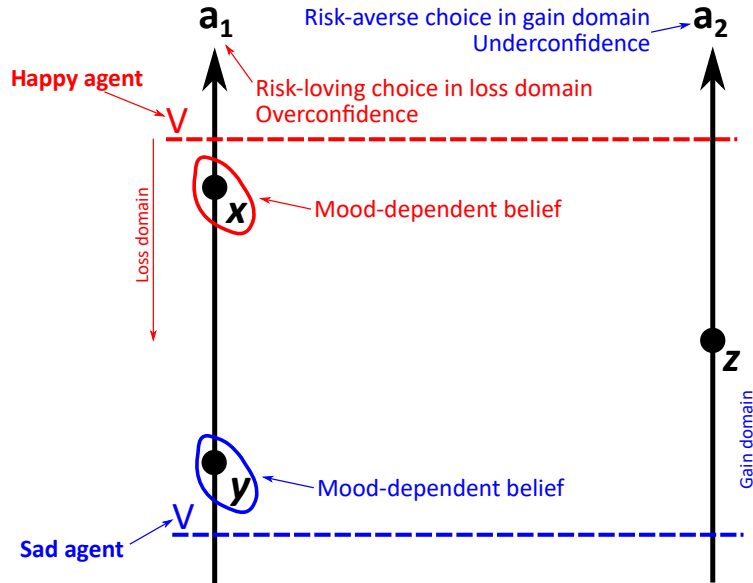 a1
Risk-averse choice in gain domain
Underconfidence
a2
Happy agent
V
Risk-loving choice in loss domain
Overconfidence
Loss domain
x
Mood-dependent belief
z
y
Mood-dependent belief
Gain domain
V
Sad agent